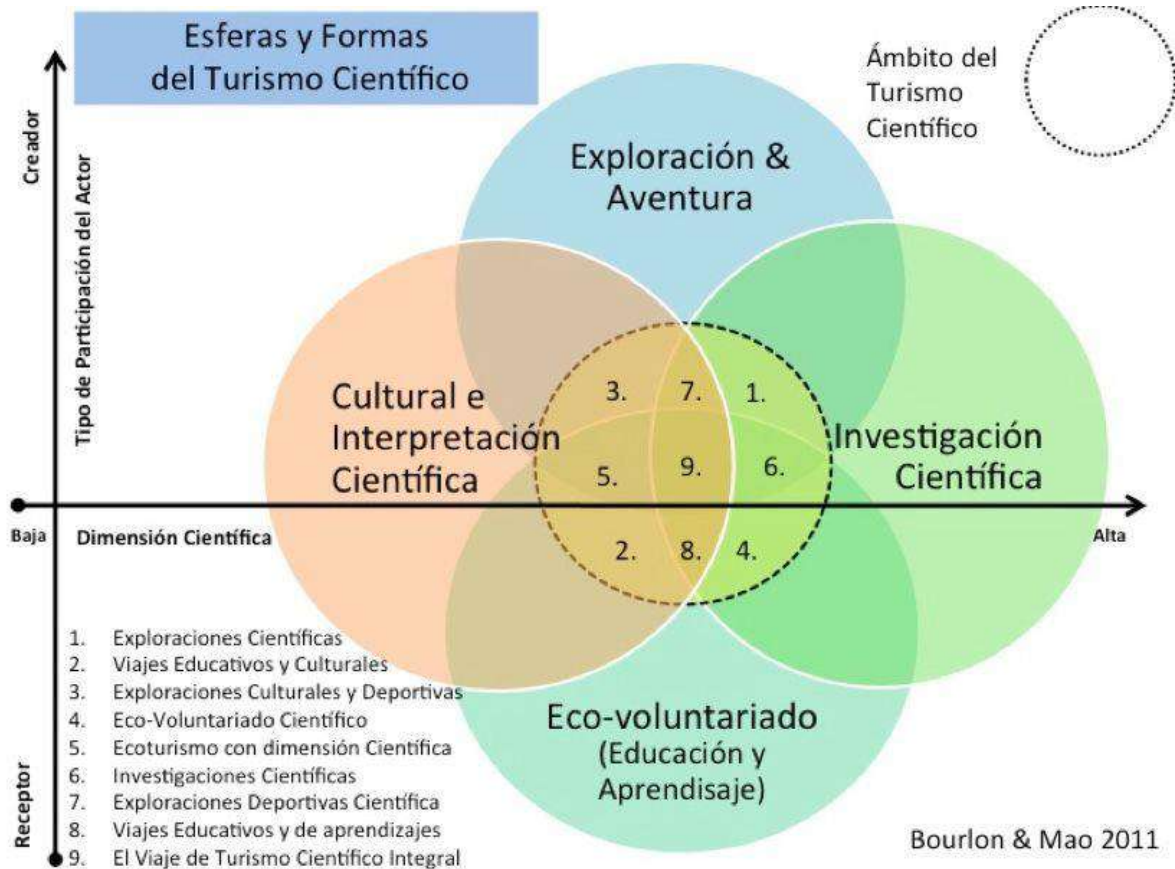 Esferas y Formas
del Turismo Científico
Ámbito del
Turismo
Científico
Creador
Tipo de Participación del Actor
Exploración &
Aventura
Cultural e
Interpretación
Científica
Investigación
Científica
3.
7.
1.
5.
9.
6.
2.
8.
4.
Baja
Dimensión Científica
Alta
Eco-voluntariado
(Educación y
Aprendisaje)
Receptor
1. Exploraciones Científicas
2. Viajes Educativos y Culturales
3. Exploraciones Culturales y Deportivas
4. Eco-Voluntariado Científico
5. Ecoturismo con dimensión Científica
6. Investigaciones Científicas
7. Exploraciones Deportivas Científica
8. Viajes Educativos y de aprendizajes
9. El Viaje de Turismo Científico Integral
Bourlon & Mao 2011